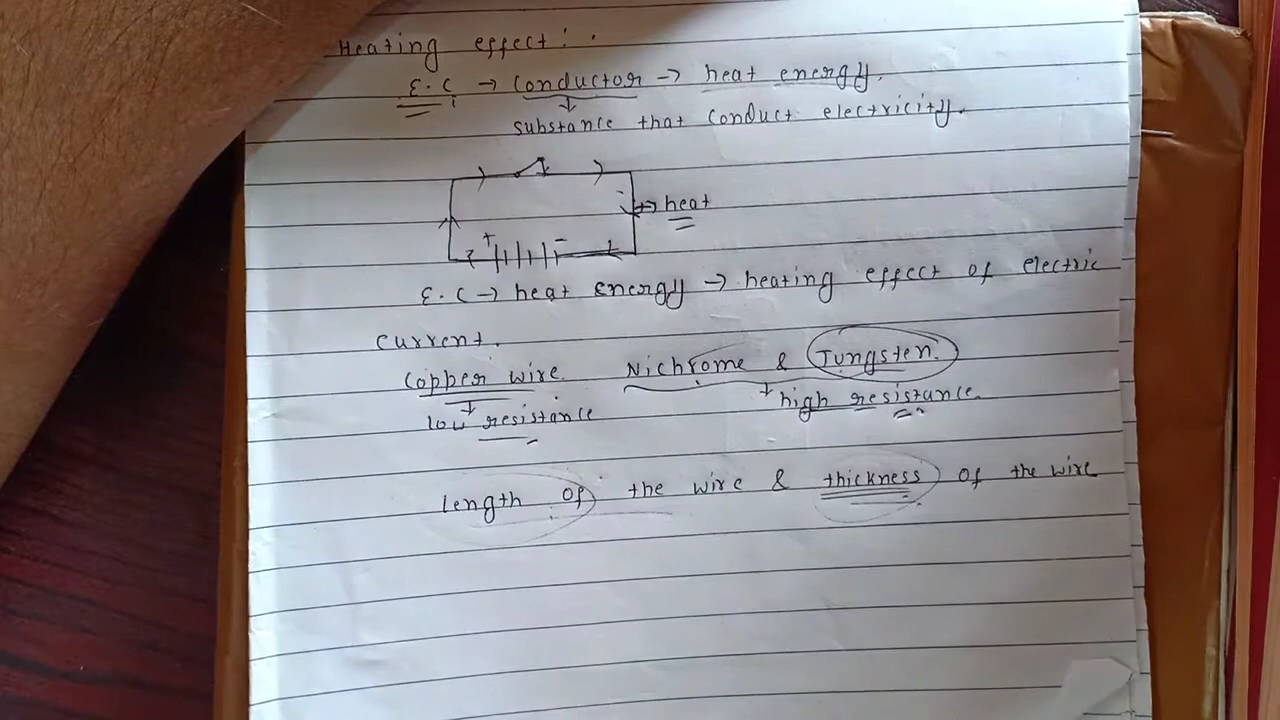 Heating effect:.
E.C → Conductor → heat energy.
substance that conduct electricity.
heat
+ -
E.C → heat energy → heating effect of electric
current.
Copper wire Nichrome & Tungsten.
low resistance high resistance.
length of the wire & thickness of the wire